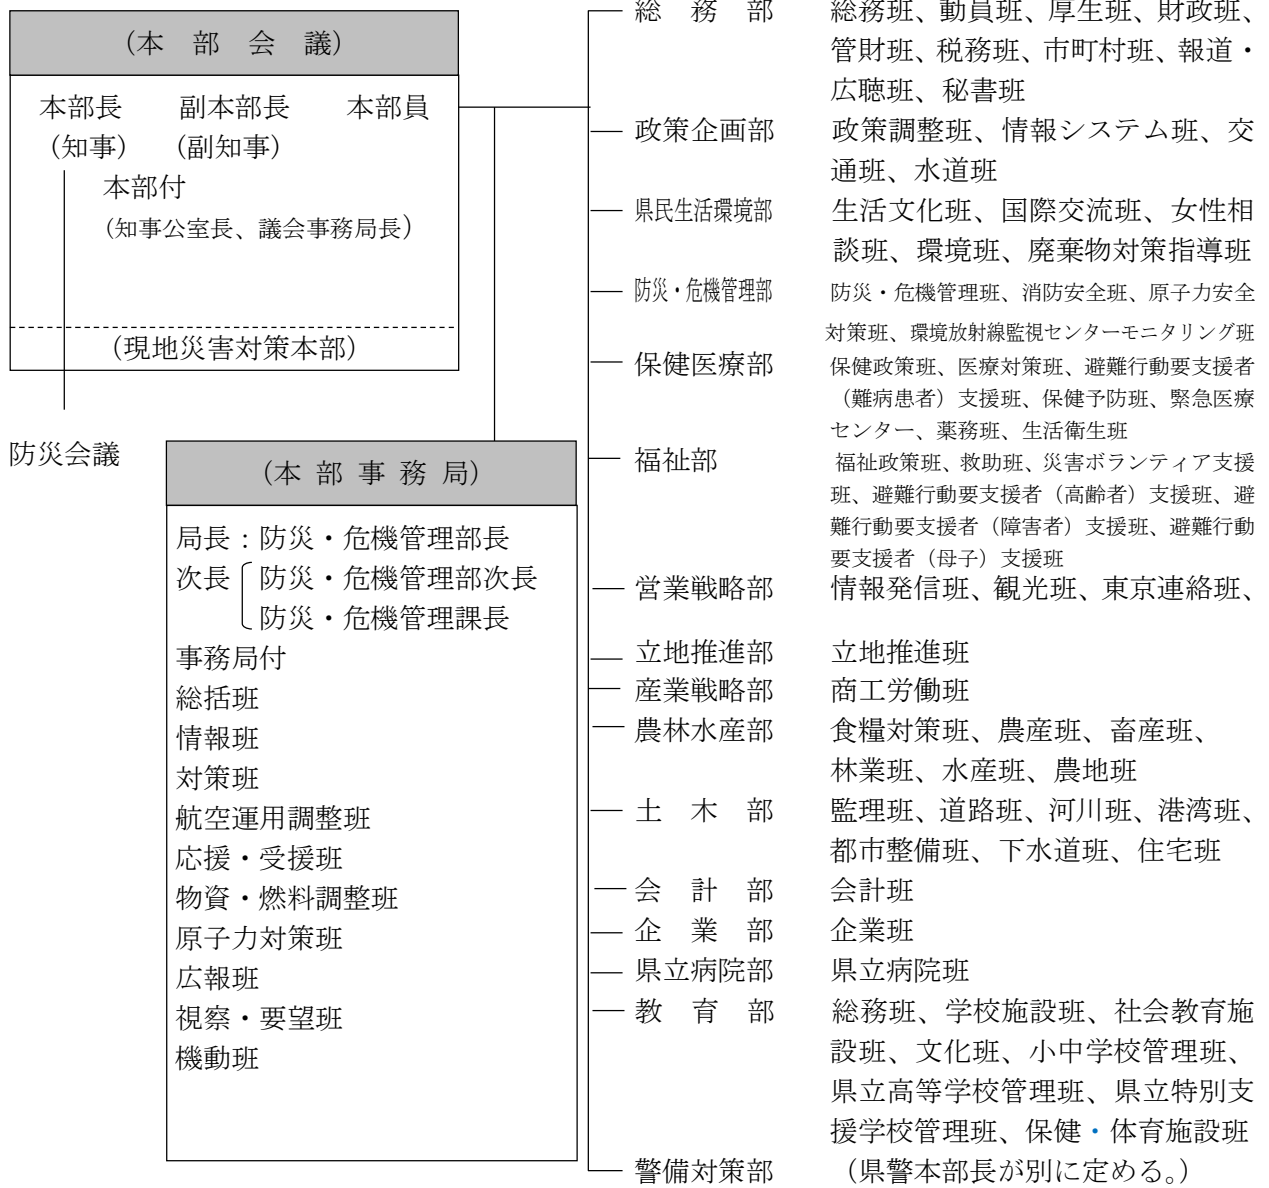 （本　部　会　議）
本部長　　副本部長　　本部員
（知事）　（副知事）
本部付
（知事公室長、議会事務局長）
（現地災害対策本部）
防災会議
（本 部 事 務 局）
局長：防災・危機管理部長
次長　防災・危機管理部次長
防災・危機管理課長
事務局付
総括班
情報班
対策班
航空運用調整班
応援・受援班
物資・燃料調整班
原子力対策班
広報班
視察・要望班
機動班
総　務　部　　総務班、動員班、厚生班、財政班、
管財班、税務班、市町村班、報道・
広聴班、秘書班
政策企画部　　政策調整班、情報システム班、交
通班、水道班
県民生活環境部　　生活文化班、国際交流班、女性相
談班、環境班、廃棄物対策指導班
防災・危機管理部　　防災・危機管理班、消防安全班、原子力安全
対策班、環境放射線監視センターモニタリング班
保健医療部　　保健政策班、医療対策班、避難行動要支援者
（難病患者）支援班、保健予防班、緊急医療
センター、薬務班、生活衛生班
福祉部　　福祉政策班、救助班、災害ボランティア支援
班、避難行動要支援者（高齢者）支援班、避
難行動要支援者（障害者）支援班、避難行動
要支援者（母子）支援班
営業戦略部　　情報発信班、観光班、東京連絡班、
立地推進部　　立地推進班
産業戦略部　　商工労働班
農林水産部　　食糧対策班、農産班、畜産班、
林業班、水産班、農地班
土　木　部　　監理班、道路班、河川班、港湾班、
都市整備班、下水道班、住宅班
会　計　部　　会計班
企　業　部　　企業班
県立病院部　　県立病院班
教　育　部　　総務班、学校施設班、社会教育施
設班、文化班、小中学校管理班、
県立高等学校管理班、県立特別支
援学校管理班、保健・体育施設班
警備対策部　　（県警本部長が別に定める。）